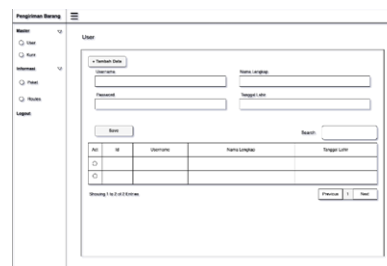 Pengiriman Barang
Master
User
Kurir
Informasi
Paket
Routes
Logout
User
+ Tambah Data
Username
Nama Lengkap
Password
Tanggal Lahir
Save
Search
Act
Id
Username
Nama Lengkap
Tanggal Lahir
Showing 1 to 2 of 2 Entries
Previous
1
Next